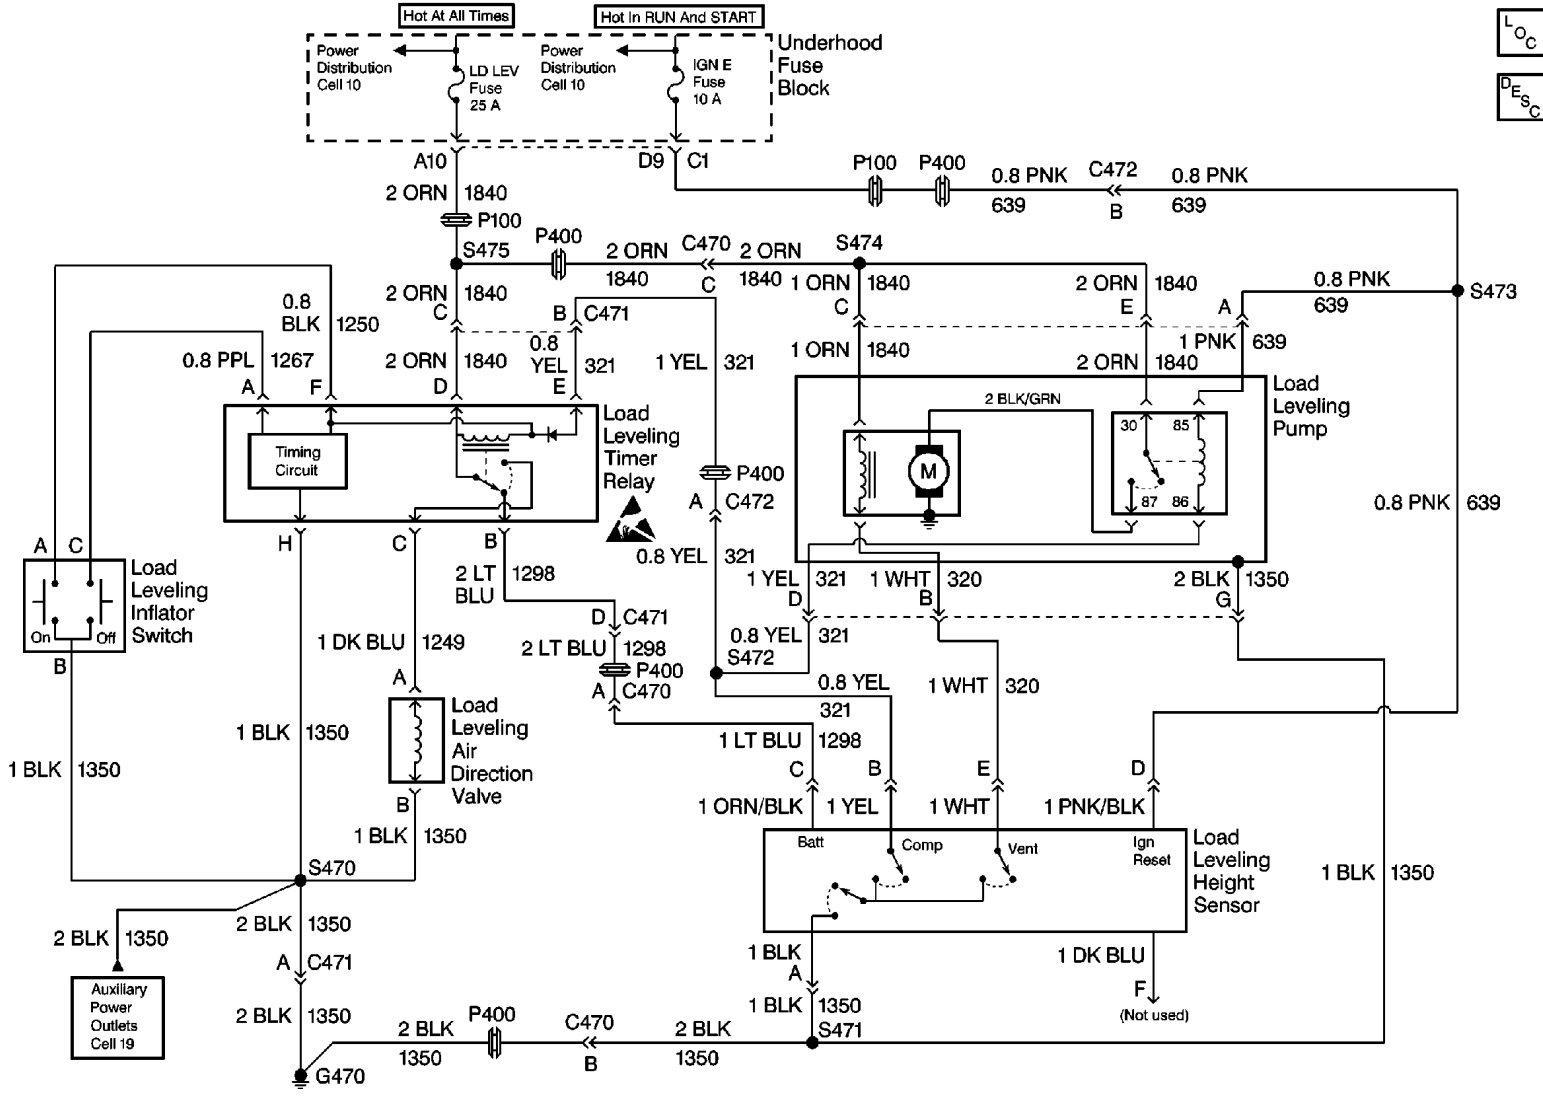 Hot At All Times
Hot In RUN And START
L
O
C
D
E
S
C
Power
Distribution
Cell 10
LD LEV
Fuse
25 A
Power
Distribution
Cell 10
IGN E
Fuse
10 A
Underhood
Fuse
Block
A10
D9
C1
2 ORN
1840
P100
P100
P400
0.8 PNK
639
C472
B
0.8 PNK
639
S475
P400
2 ORN
1840
C470
C
2 ORN
1840
S474
0.8
BLK
1250
2 ORN
1840
C
B
C471
1 ORN
1840
C
2 ORN
1840
E
A
0.8 PNK
639
S473
0.8 PPL
1267
A
F
2 ORN
1840
D
0.8
YEL
321
E
1 YEL
321
1 ORN
1840
2 ORN
1840
1 PNK
639
Load
Leveling
Timer
Relay
Timing
Circuit
2 BLK/GRN
30
85
87
86
M
Load
Leveling
Pump
P400
A
C472
0.8 PNK
639
H
C
B
0.8 YEL
321
A
C
Load
Leveling
Inflator
Switch
On
Off
B
2 LT
BLU
1298
D
C471
1 YEL
321
D
1 WHT
320
B
2 BLK
1350
G
1 DK BLU
1249
A
2 LT BLU
1298
P400
A
C470
0.8 YEL
321
S472
0.8 YEL
321
1 WHT
320
Load
Leveling
Air
Direction
Valve
1 BLK
1350
1 BLK
1350
1 LT BLU
1298
C
B
E
D
B
1 BLK
1350
1 ORN/BLK
1 YEL
1 WHT
1 PNK/BLK
Batt
Comp
Vent
Ign
Reset
Load
Leveling
Height
Sensor
S470
1 BLK
1350
2 BLK
1350
2 BLK
1350
A
C471
1 BLK
A
1 DK BLU
F
(Not used)
Auxiliary
Power
Outlets
Cell 19
2 BLK
1350
1 BLK
1350
P400
2 BLK
1350
C470
B
2 BLK
1350
S471
G470